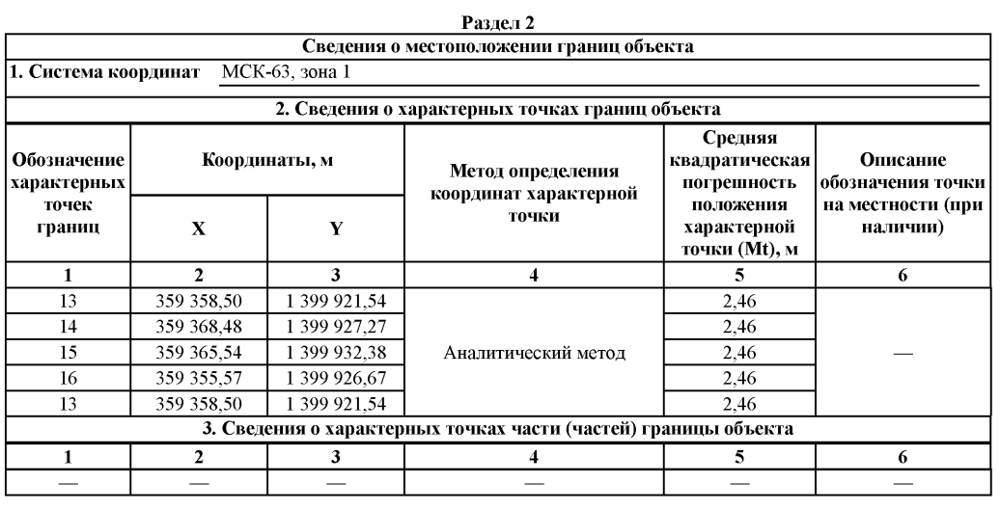 Раздел 2
Сведения о местоположении границ объекта
1. Система координат МСК-63, зона 1
2. Сведения о характерных точках границ объекта
Обозначение характерных точек границ
Координаты, м
X
Y
Метод определения координат характерной точки
Средняя квадратическая погрешность положения характерной точки (Mt), м
Описание обозначения точки на местности (при наличии)
1 2 3 4 5 6
13 359 358,50 1 399 921,54 2,46
14 359 368,48 1 399 927,27 2,46
15 359 365,54 1 399 932,38 Аналитический метод 2,46 —
16 359 355,57 1 399 926,67 2,46
13 359 358,50 1 399 921,54 2,46
3. Сведения о характерных точках части (частей) границы объекта
1 2 3 4 5 6
— — — — — —